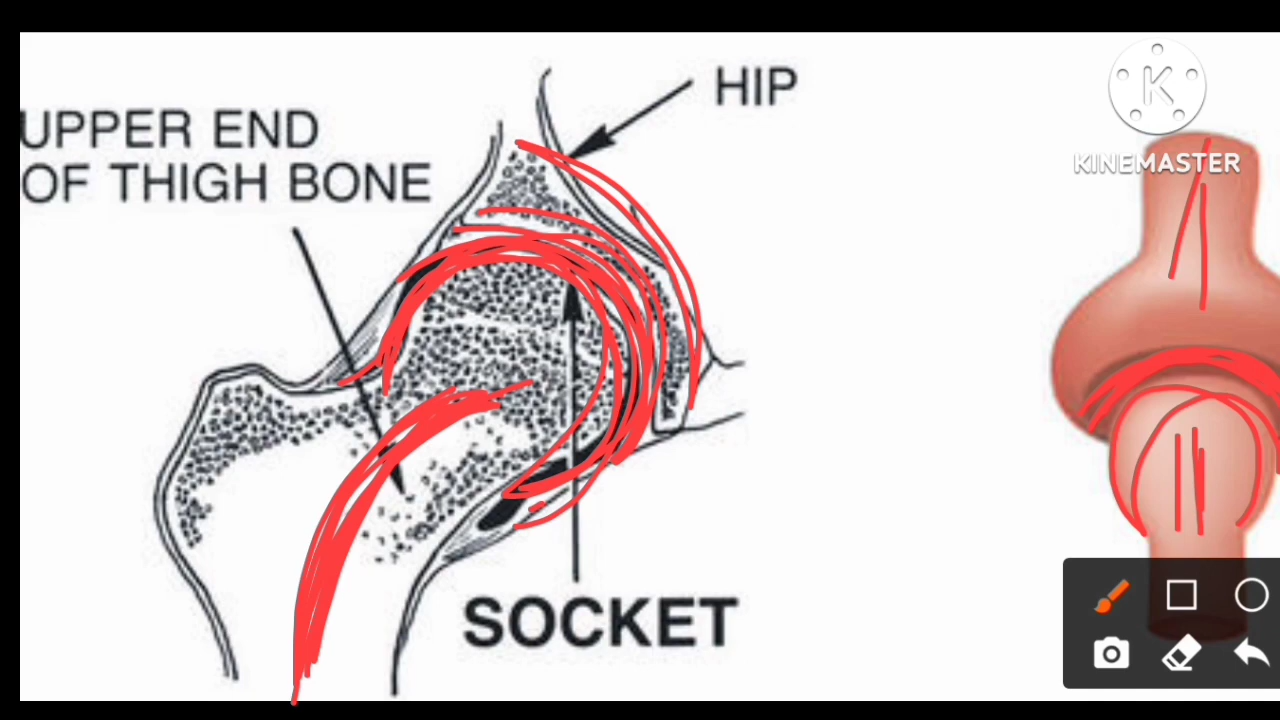 UPPER END
OF THIGH BONE
HIP
KINEMASTER
SOCKET